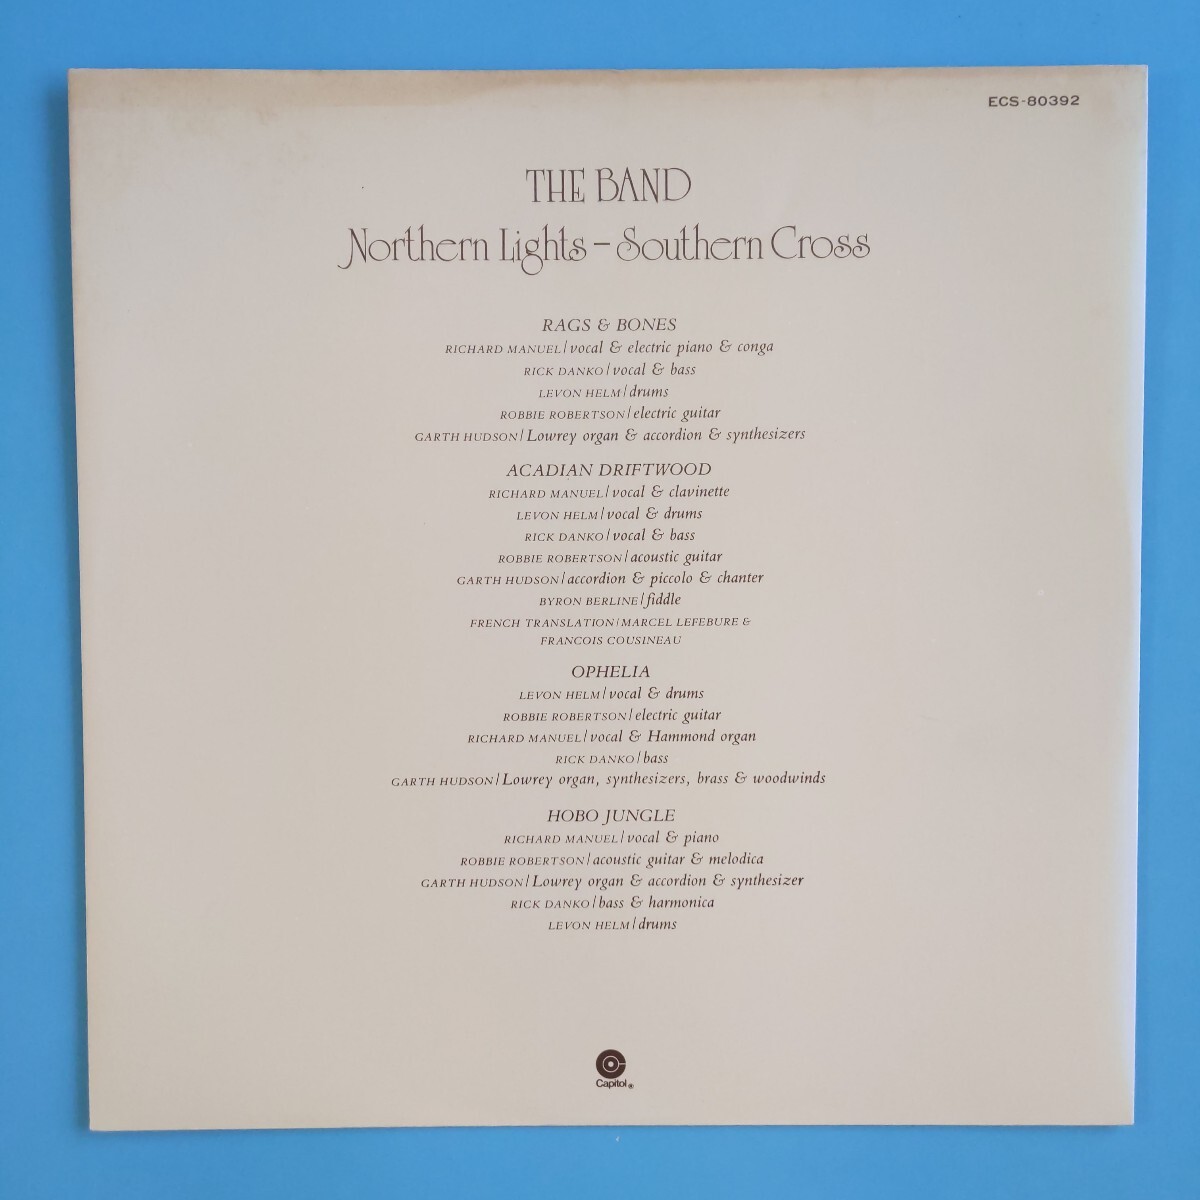 ECS-80392
THE BAND
Northern Lights – Southern Cross
RAGS & BONES
RICHARD MANUEL/vocal & electric piano & conga
RICK DANKO/vocal & bass
LEVON HELM/drums
ROBBIE ROBERTSON/electric guitar
GARTH HUDSON/Lowrey organ & accordion & synthesizers
ACADIAN DRIFTWOOD
RICHARD MANUEL/vocal & clavinette
LEVON HELM/vocal & drums
RICK DANKO/vocal & bass
ROBBIE ROBERTSON/acoustic guitar
GARTH HUDSON/accordion & piccolo & chanter
BYRON BERLINE/fiddle
FRENCH TRANSLATION/MARCEL LEFEBURE &
FRANCOIS COUSINEAU
OPHELIA
LEVON HELM/vocal & drums
ROBBIE ROBERTSON/electric guitar
RICHARD MANUEL/vocal & Hammond organ
RICK DANKO/bass
GARTH HUDSON/Lowrey organ, synthesizers, brass & woodwinds
HOBO JUNGLE
RICHARD MANUEL/vocal & piano
ROBBIE ROBERTSON/acoustic guitar & melodica
GARTH HUDSON/Lowrey organ & accordion & synthesizer
RICK DANKO/bass & harmonica
LEVON HELM/drums
Capitol®